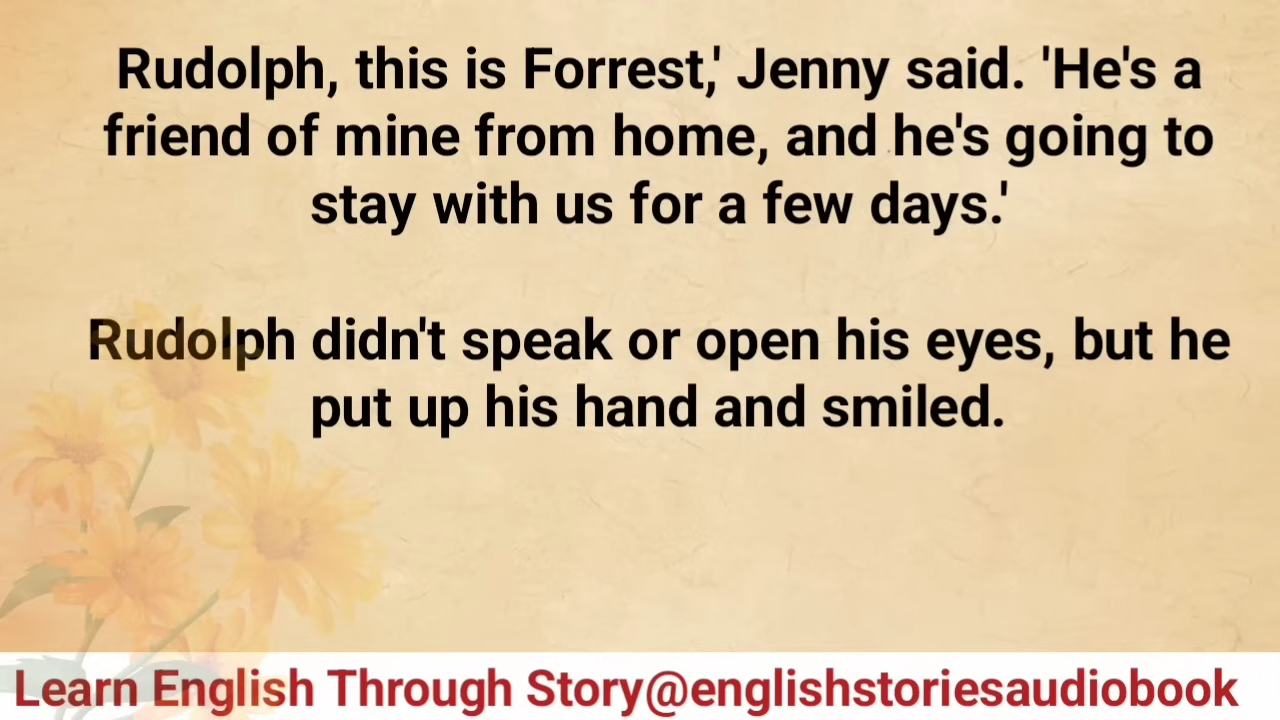 Rudolph, this is Forrest,' Jenny said. 'He's a
friend of mine from home, and he's going to
stay with us for a few days.'
Rudolph didn't speak or open his eyes, but he
put up his hand and smiled.
Learn English Through Story@englishstoriesaudiobook